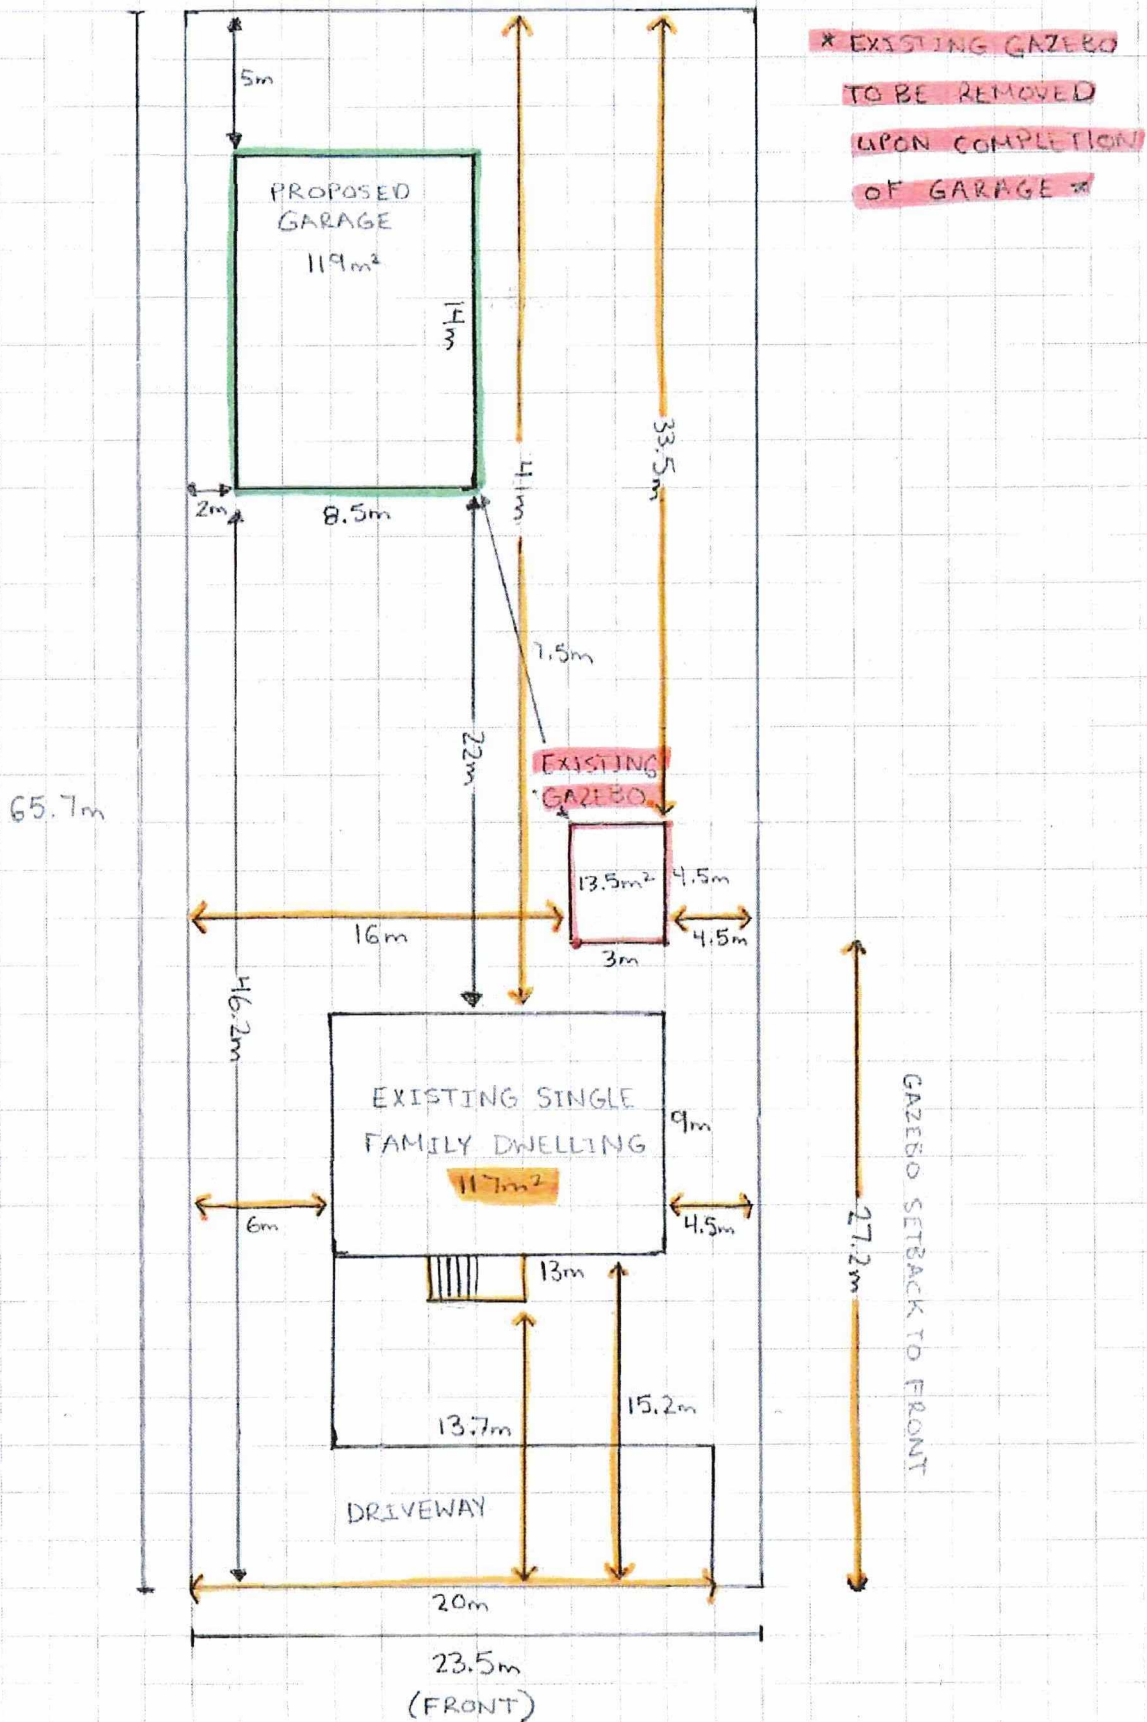 * EXISTING GAZEBO
TO BE REMOVED
UPON COMPLETION
OF GARAGE *
5m
PROPOSED
GARAGE
119m²
14m
2m
8.5m
41m
33.5m
7.5m
22m
EXISTING
GAZEBO
65.7m
13.5m²
4.5m
16m
4.5m
3m
46.2m
EXISTING SINGLE
FAMILY DWELLING
117m²
9m
6m
4.5m
13m
27.2m
GAZEBO SETBACK TO FRONT
13.7m
15.2m
DRIVEWAY
20m
23.5m
(FRONT)